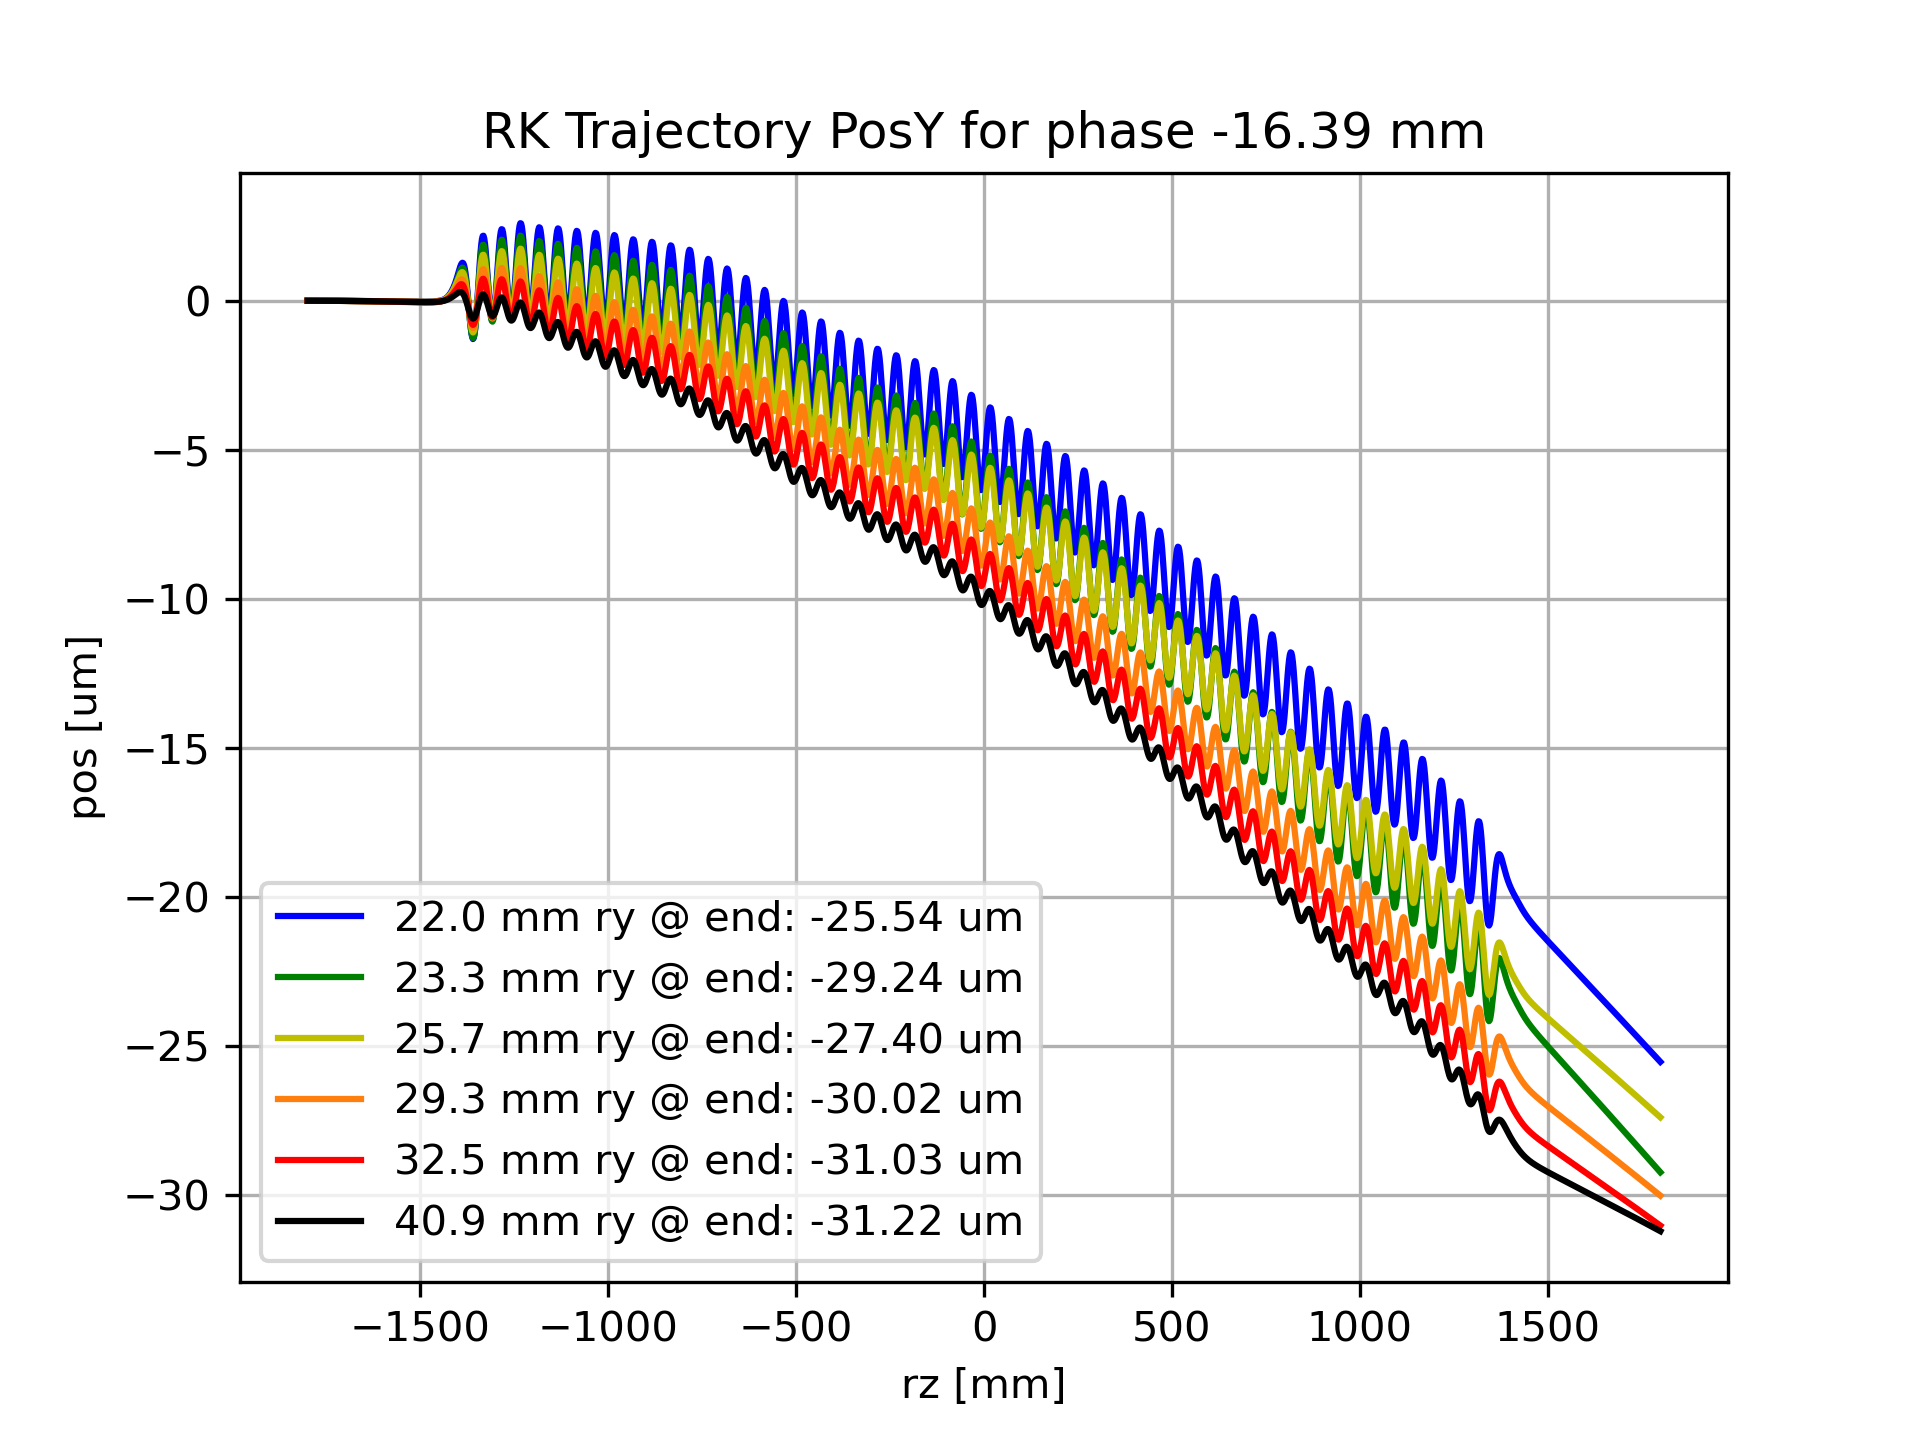 RK Trajectory PosY for phase -16.39 mm
0
−5
−10
−15
−20
−25
−30
pos [um]
22.0 mm ry @ end: -25.54 um
23.3 mm ry @ end: -29.24 um
25.7 mm ry @ end: -27.40 um
29.3 mm ry @ end: -30.02 um
32.5 mm ry @ end: -31.03 um
40.9 mm ry @ end: -31.22 um
−1500 −1000 −500 0 500 1000 1500
rz [mm]